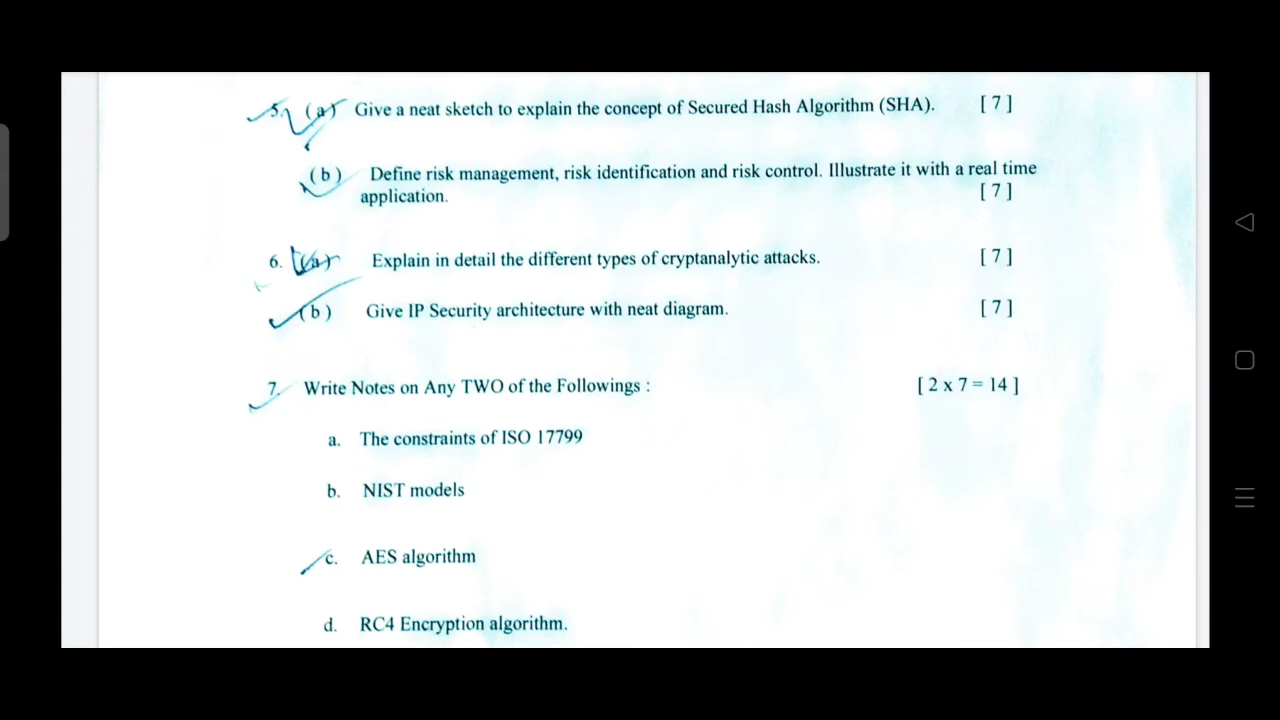 5. (a) Give a neat sketch to explain the concept of Secured Hash Algorithm (SHA). [ 7 ]
(b) Define risk management, risk identification and risk control. Illustrate it with a real time
application. [ 7 ]
6. (a) Explain in detail the different types of cryptanalytic attacks. [ 7 ]
(b) Give IP Security architecture with neat diagram. [ 7 ]
7. Write Notes on Any TWO of the Followings : [ 2 x 7 = 14 ]
a. The constraints of ISO 17799
b. NIST models
c. AES algorithm
d. RC4 Encryption algorithm.